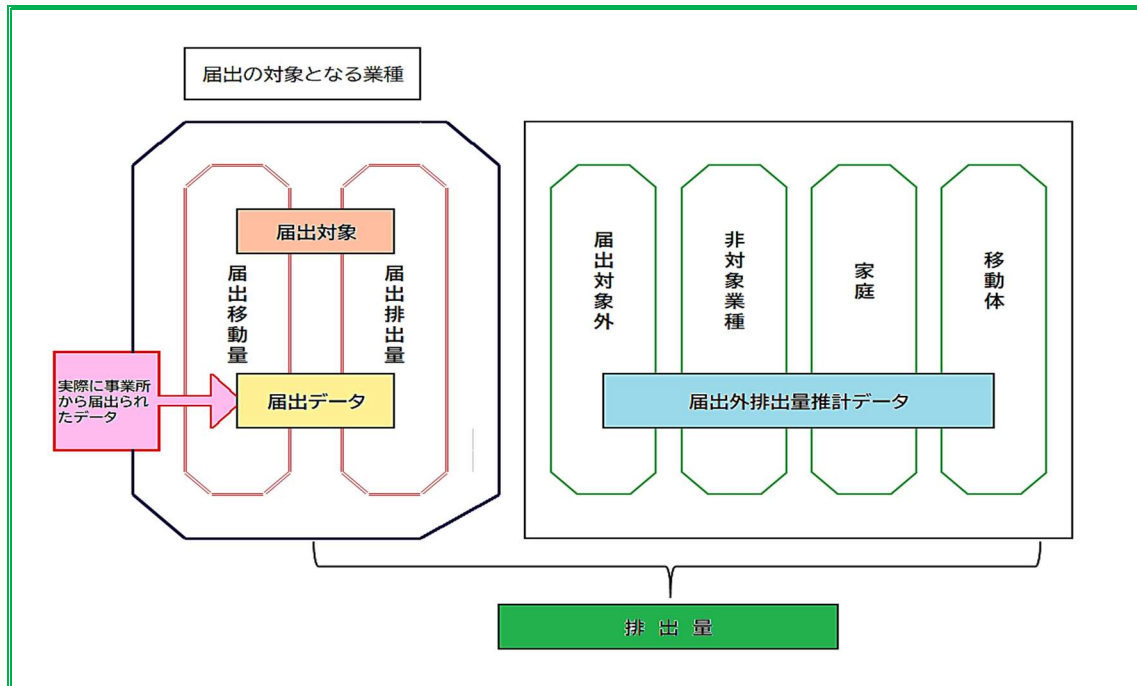 届出の対象となる業種
届出対象
届出移動量
届出排出量
実際に事業所
から届出られ
たデータ
届出データ
届出対象外
非対象業種
家庭
移動体
届出外排出量推計データ
排出量